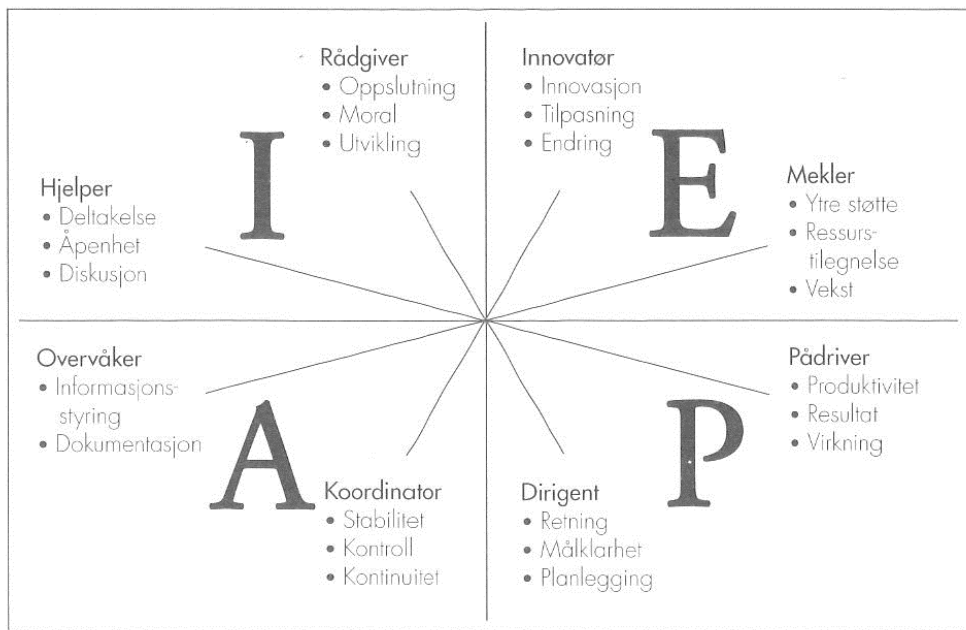 Rådgiver
• Oppslutning
• Moral
• Utvikling
I
Hjelper
• Deltakelse
• Åpenhet
• Diskusjon
Innovatør
• Innovasjon
• Tilpasning
• Endring
E
Mekler
• Ytre støtte
• Ressurs-
tilegnelse
• Vekst
Overvåker
• Informasjons-
styring
• Dokumentasjon
A
Koordinator
• Stabilitet
• Kontroll
• Kontinuitet
Pådriver
• Produktivitet
• Resultat
• Virkning
P
Dirigent
• Retning
• Målklarhet
• Planlegging